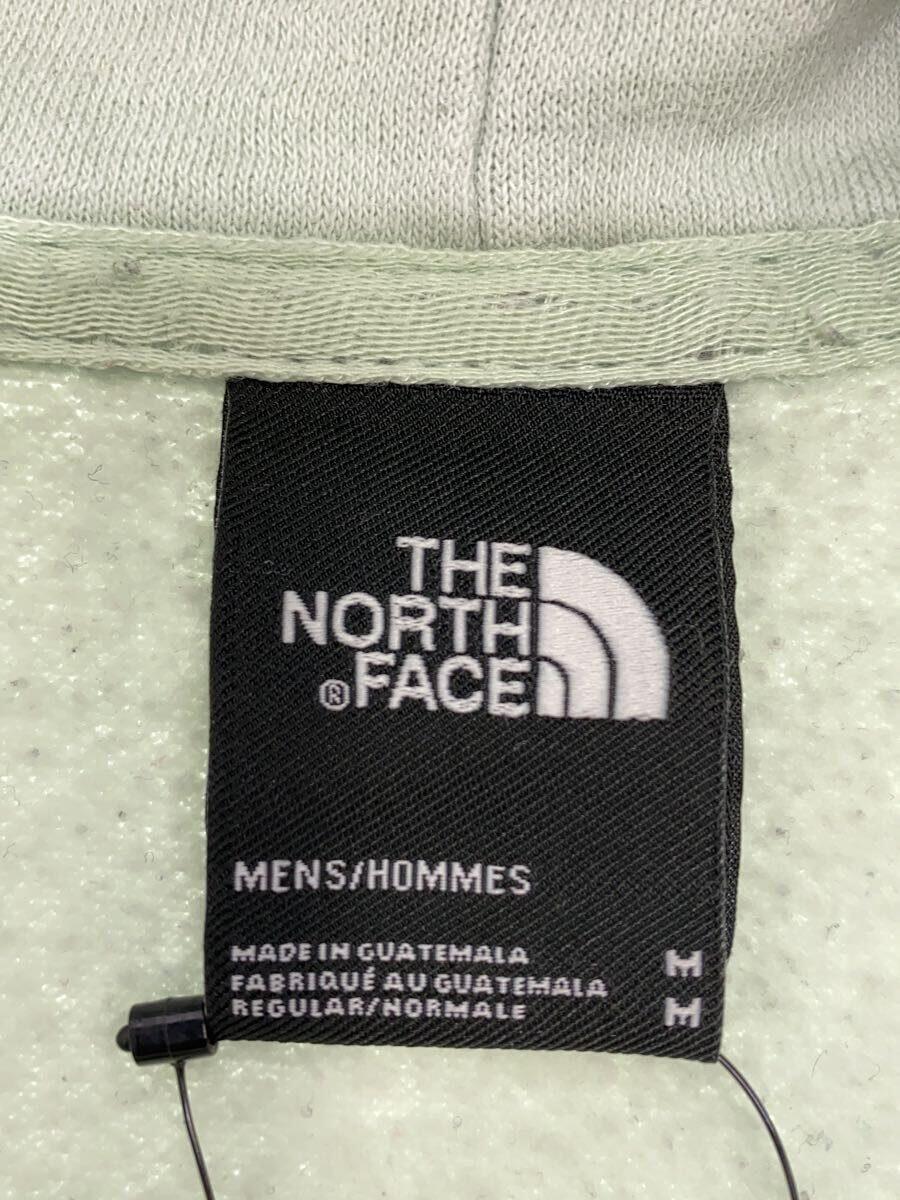 THE
NORTH
®FACE
MENS/HOMMES
MADE IN GUATEMALA M
FABRIQUÉ AU GUATEMALA
REGULAR/NORMALE M